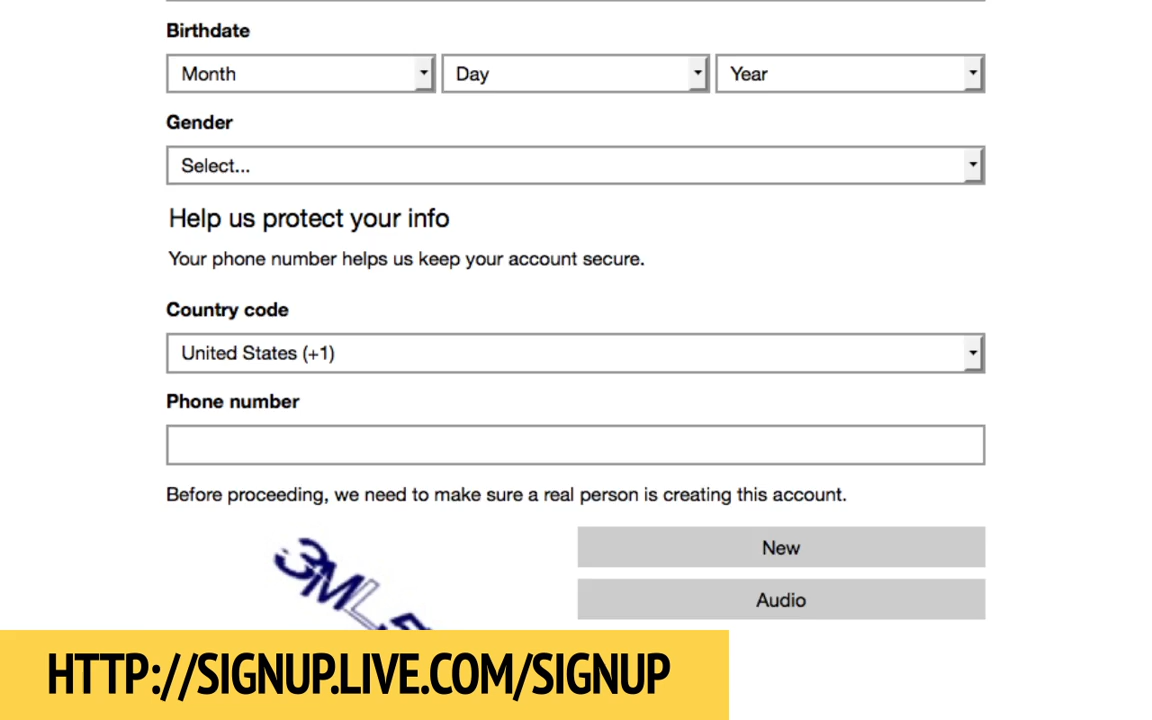 Birthdate
Month Day Year
Gender
Select...
Help us protect your info
Your phone number helps us keep your account secure.
Country code
United States (+1)
Phone number
Before proceeding, we need to make sure a real person is creating this account.
New
Audio
HTTP://SIGNUP.LIVE.COM/SIGNUP